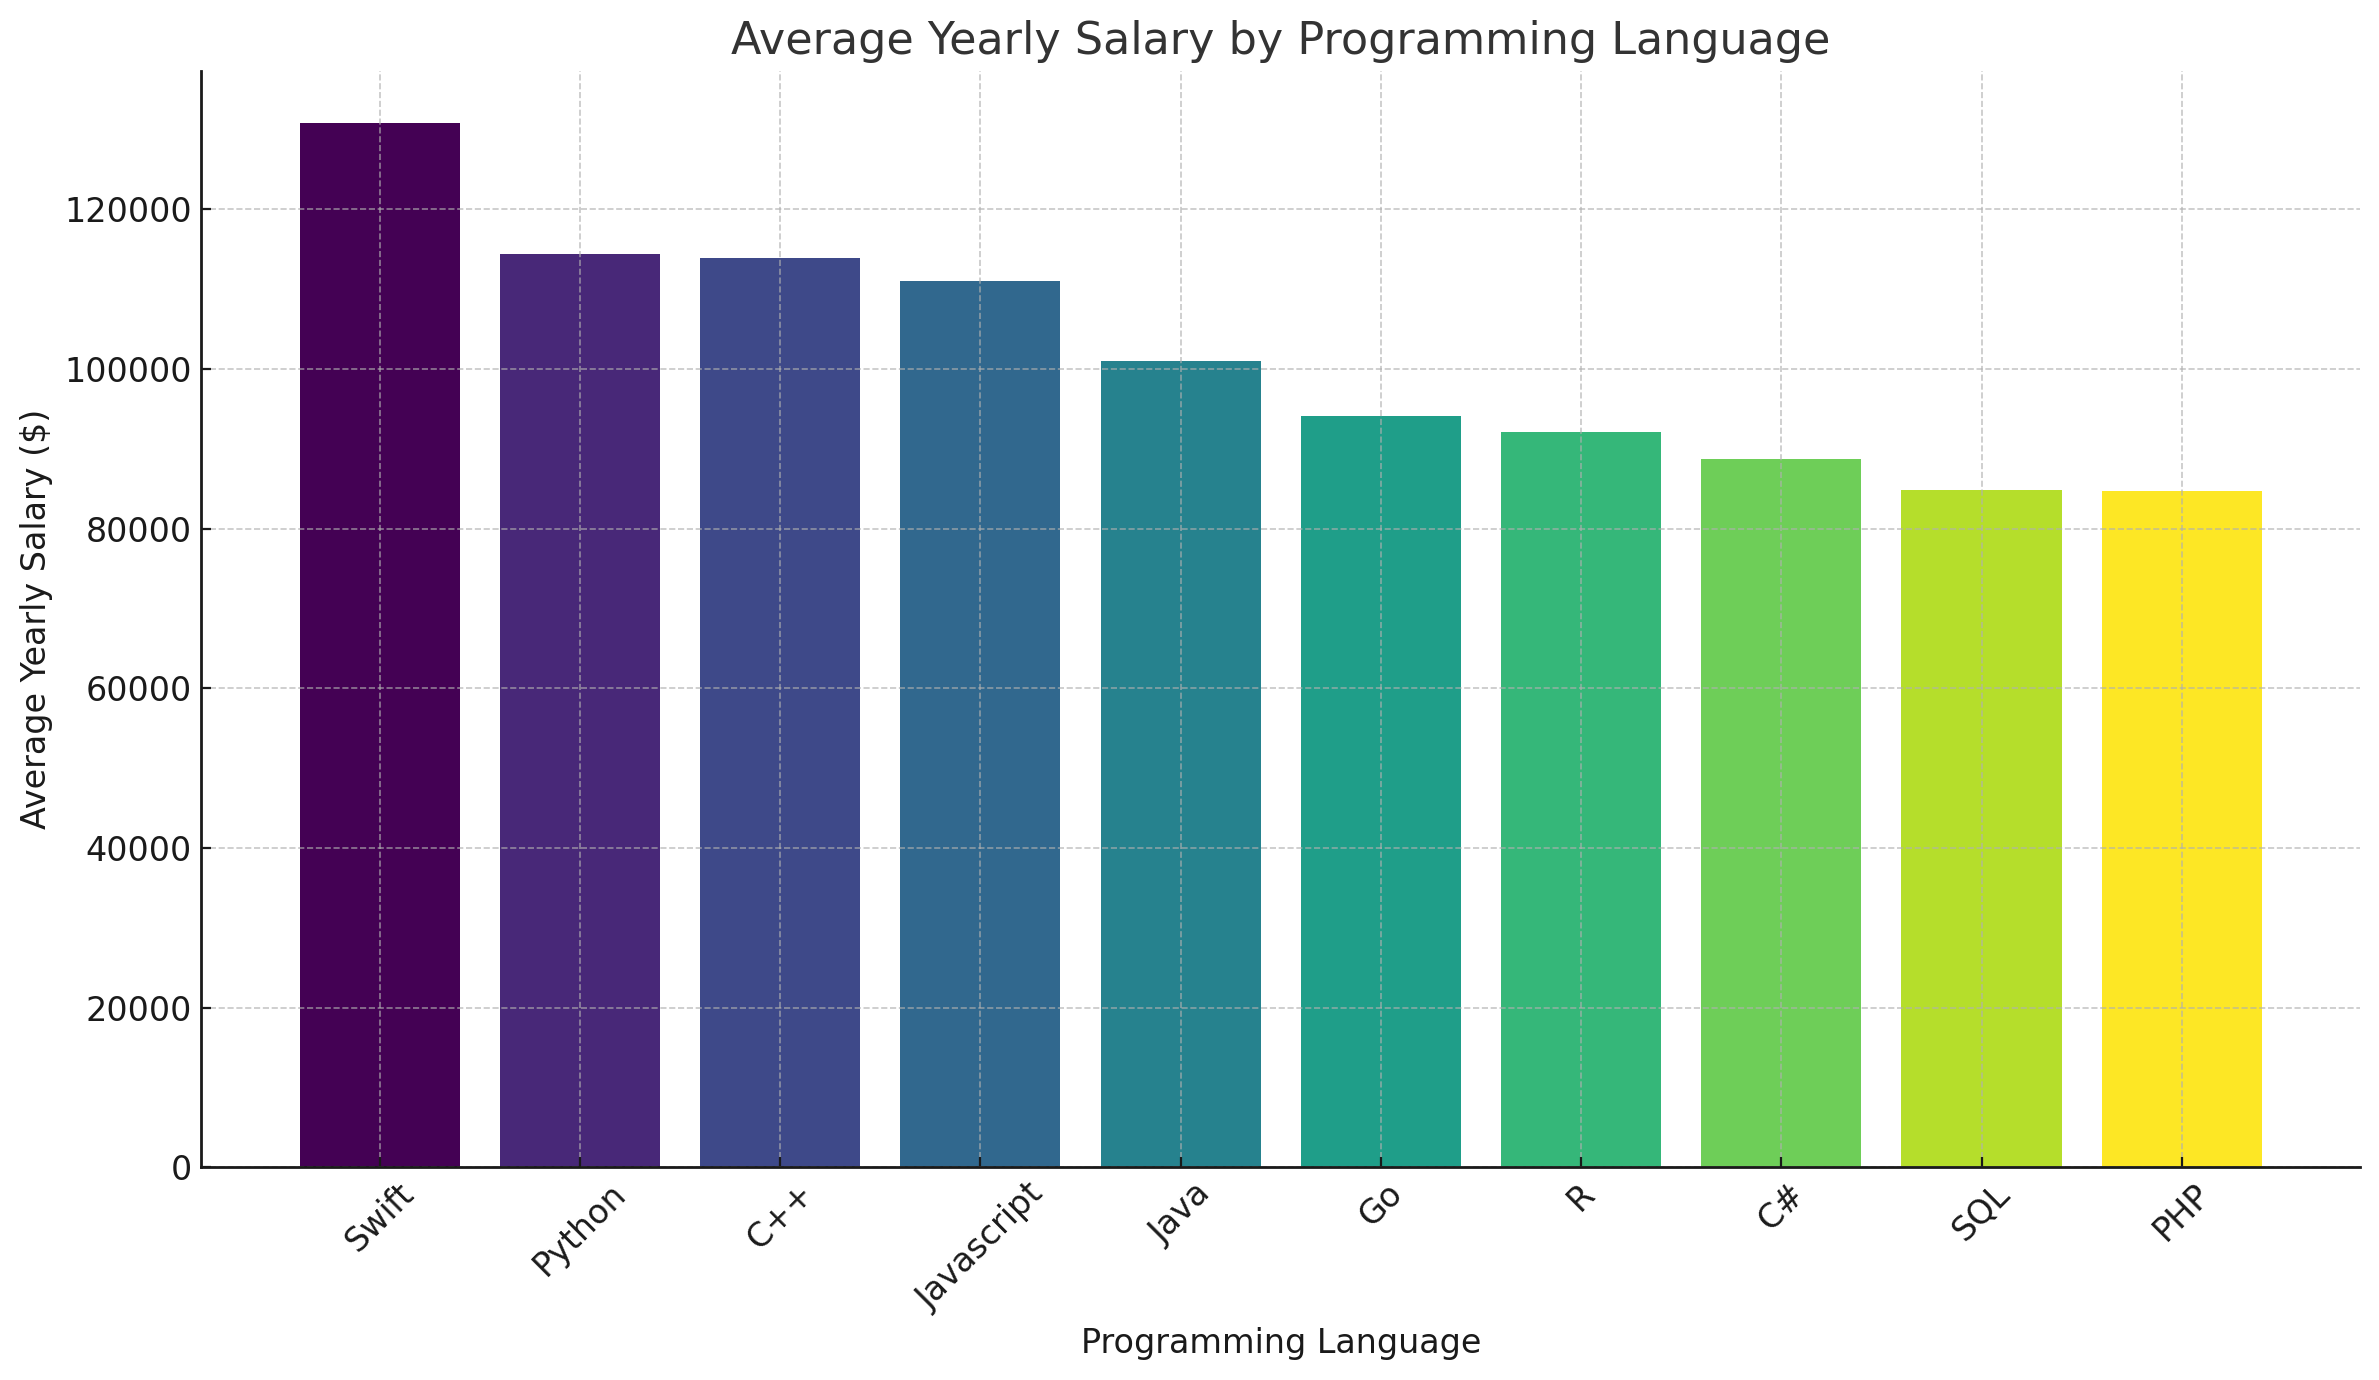 Average Yearly Salary by Programming Language
Average Yearly Salary ($)
120000
100000
80000
60000
40000
20000
0
Swift
Python
C++
Javascript
Java
Go
R
C#
SQL
PHP
Programming Language